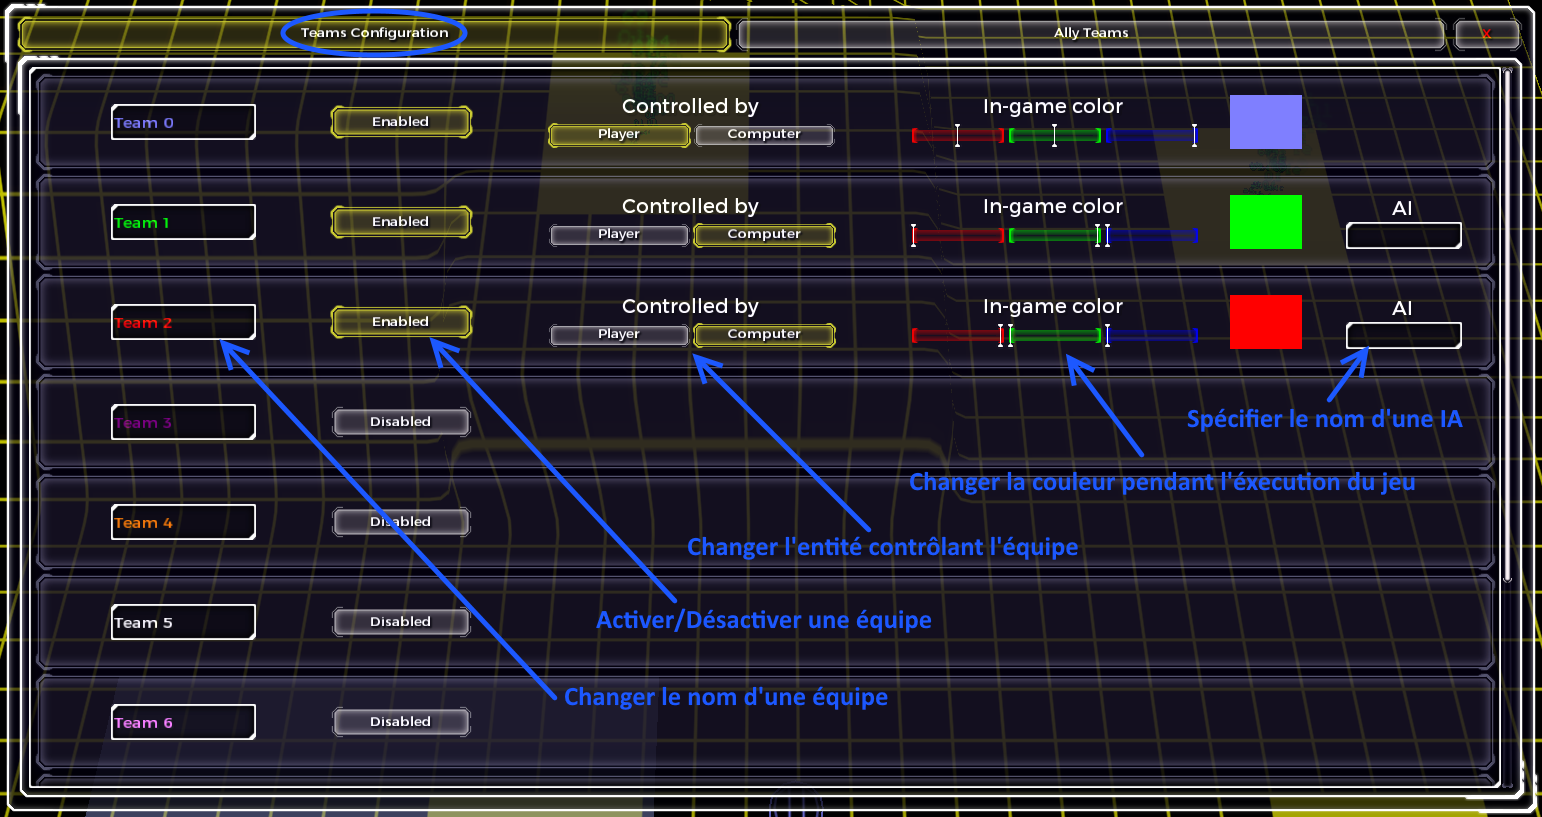 Teams Configuration
Ally Teams
X
Team 0
Enabled
Controlled by
Player
Computer
In-game color
Team 1
Enabled
Controlled by
Player
Computer
In-game color
AI
Team 2
Enabled
Controlled by
Player
Computer
In-game color
AI
Team 3
Disabled
Spécifier le nom d'une IA
Changer la couleur pendant l'éxecution du jeu
Team 4
Disabled
Changer l'entité contrôlant l'équipe
Team 5
Disabled
Activer/Désactiver une équipe
Changer le nom d'une équipe
Team 6
Disabled